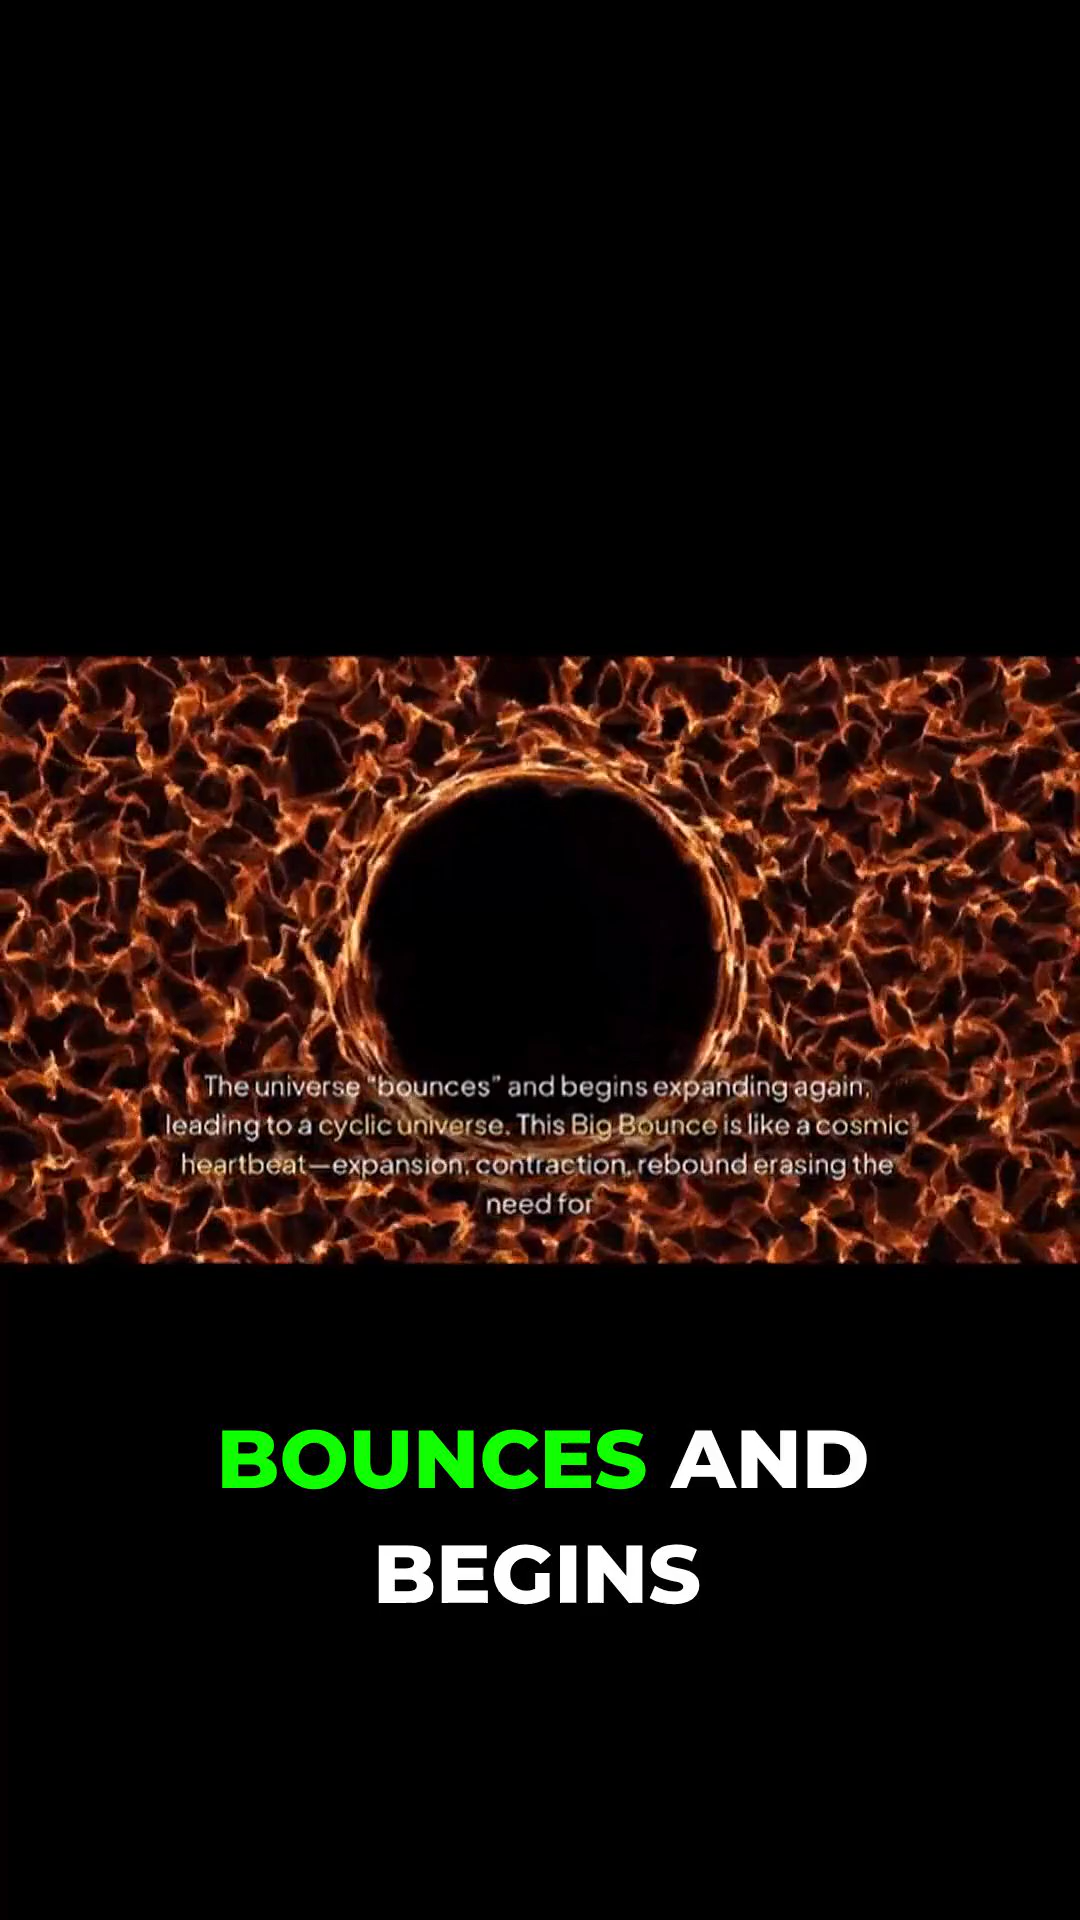 The universe “bounces” and begins expanding again,
leading to a cyclic universe. This Big Bounce is like a cosmic
heartbeat—expansion, contraction, rebound erasing the
need for
BOUNCES AND
BEGINS